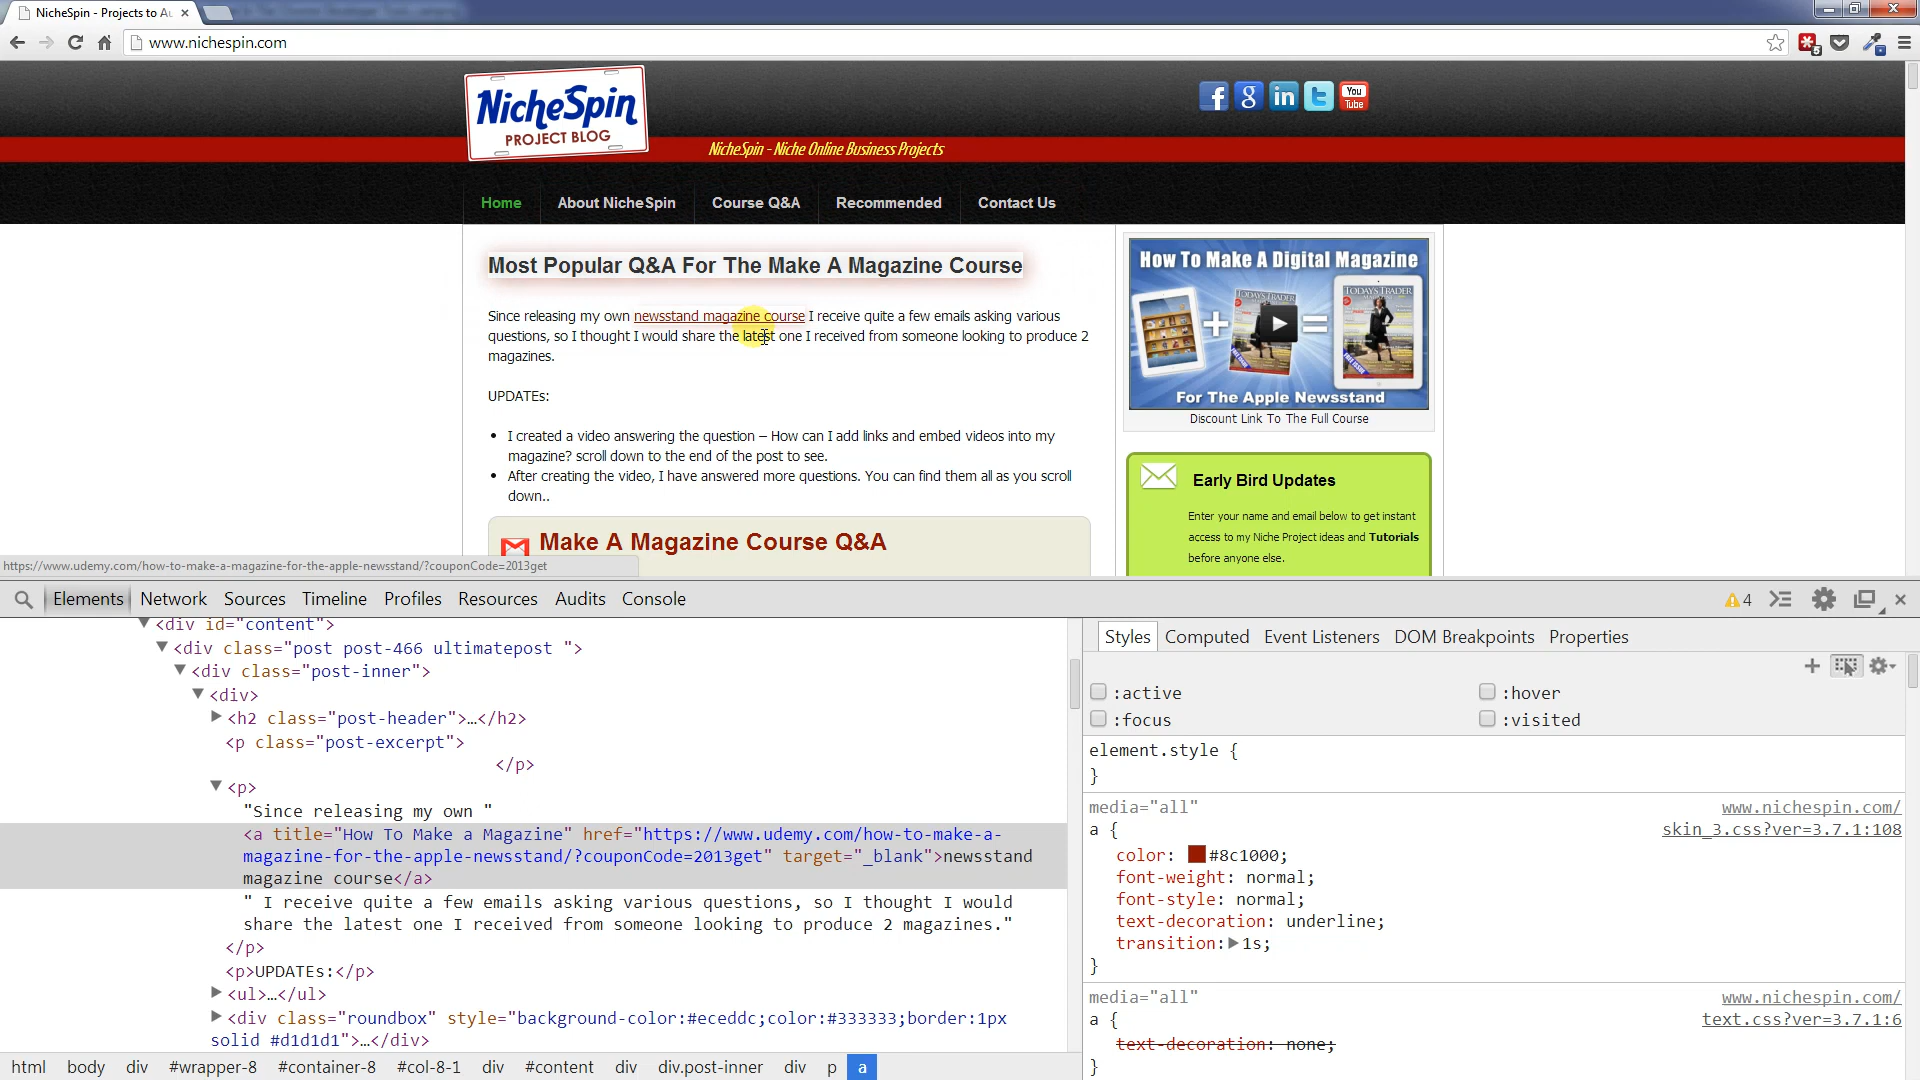 NicheSpin - Projects to Au
www.nichespin.com
5
NicheSpin
PROJECT BLOG
You
Tube
NicheSpin - Niche Online Business Projects
Home About NicheSpin Course Q&A Recommended Contact Us
Most Popular Q&A For The Make A Magazine Course
Since releasing my own newsstand magazine course I receive quite a few emails asking various
questions, so I thought I would share the latest one I received from someone looking to produce 2
magazines.
UPDATEs:
• I created a video answering the question – How can I add links and embed videos into my
magazine? scroll down to the end of the post to see.
• After creating the video, I have answered more questions. You can find them all as you scroll
down..
Make A Magazine Course Q&A
How To Make A Digital Magazine
TODAY'S TRADER
For The Apple Newsstand
Discount Link To The Full Course
Early Bird Updates
Enter your name and email below to get instant
access to my Niche Project ideas and Tutorials
before anyone else.
https://www.udemy.com/how-to-make-a-magazine-for-the-apple-newsstand/?couponCode=2013get
Elements Network Sources Timeline Profiles Resources Audits Console
4
<div id="content">
<div class="post post-466 ultimatepost ">
<div class="post-inner">
<div>
<h2 class="post-header">…</h2>
<p class="post-excerpt">
</p>
<p>
"Since releasing my own "
<a title="How To Make a Magazine" href="https://www.udemy.com/how-to-make-a-
magazine-for-the-apple-newsstand/?couponCode=2013get" target="_blank">newsstand
magazine course</a>
" I receive quite a few emails asking various questions, so I thought I would
share the latest one I received from someone looking to produce 2 magazines."
</p>
<p>UPDATEs:</p>
<ul>…</ul>
<div class="roundbox" style="background-color:#eceddc;color:#333333;border:1px
solid #d1d1d1">…</div>
html body div #wrapper-8 #container-8 #col-8-1 div #content div div.post-inner div p a
Styles Computed Event Listeners DOM Breakpoints Properties
:active :hover
:focus :visited
element.style {
}
media="all" www.nichespin.com/
a { skin_3.css?ver=3.7.1:108
color: #8c1000;
font-weight: normal;
font-style: normal;
text-decoration: underline;
transition: 1s;
}
media="all" www.nichespin.com/
a { text.css?ver=3.7.1:6
text-decoration: none;
}